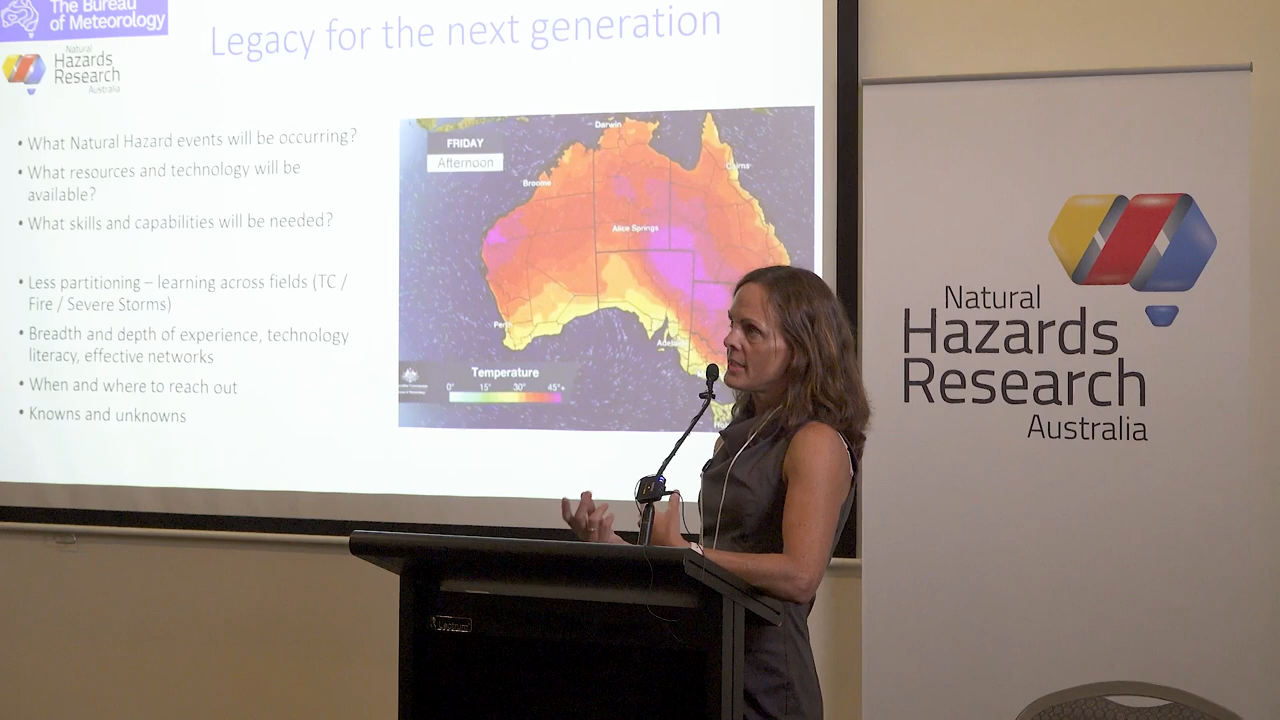 The Bureau
of Meteorology
Natural
Hazards
Research
Australia
Legacy for the next generation
• What Natural Hazard events will be occurring?
• What resources and technology will be
available?
• What skills and capabilities will be needed?
• Less partitioning – learning across fields (TC /
Fire / Severe Storms)
• Breadth and depth of experience, technology
literacy, effective networks
• When and where to reach out
• Knowns and unknowns
FRIDAY
Afternoon
Darwin
Cairns
Broome
Alice Springs
Perth
Temperature
0° 15° 30° 45°+
Lectrum
Natural
Hazards
Research
Australia